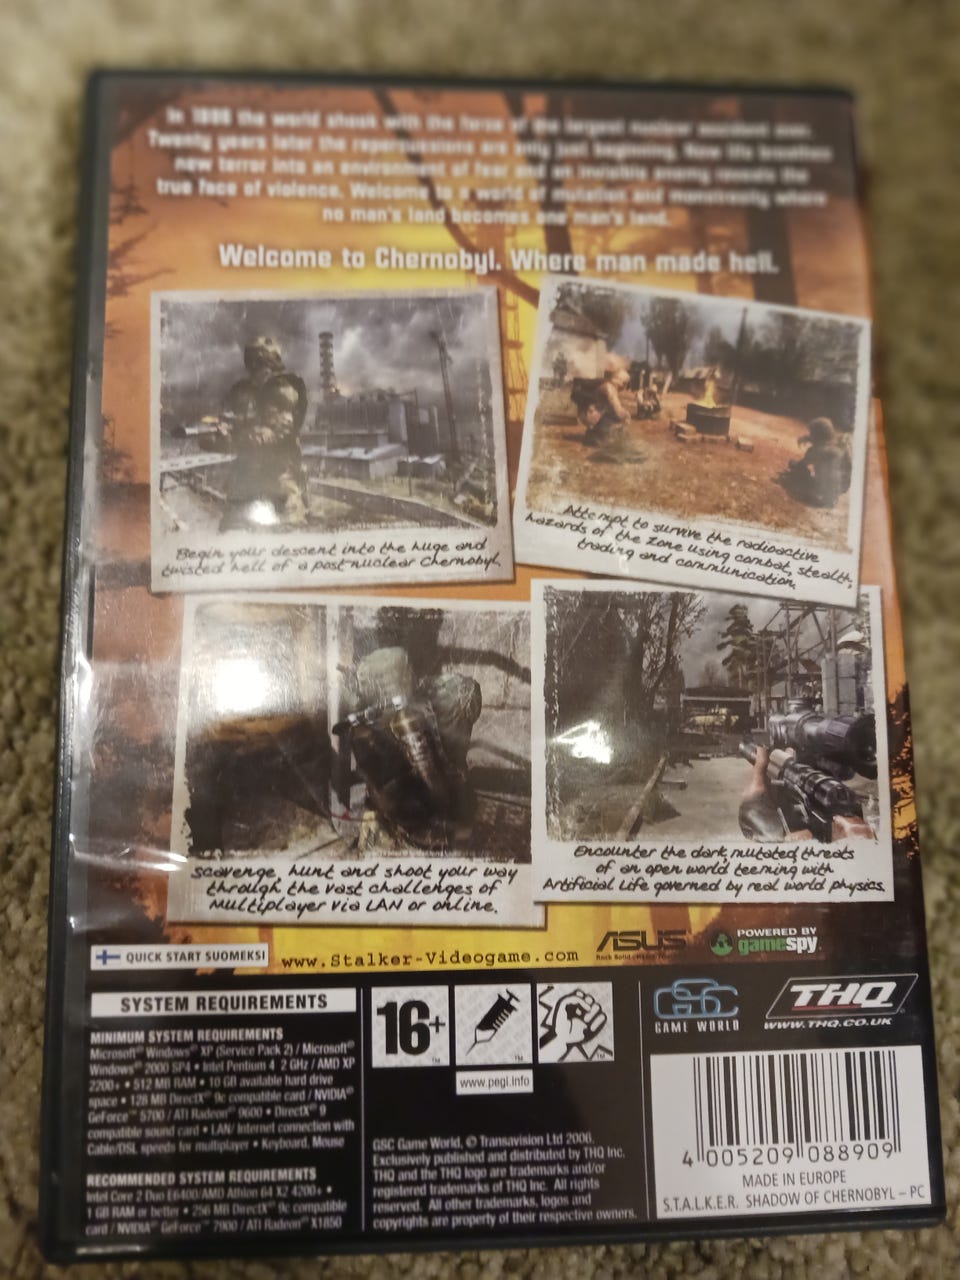 In 1986 the world shook with the force of the largest nuclear accident ever.
Twenty years later the repercussions are only just beginning. New life breathes
new terror into an environment of fear and an invisible enemy reveals the
true face of violence. Welcome to a world of mutation and monstrosity where
no man's land becomes one man's land.
Welcome to Chernobyl. Where man made hell.
Begin your descent into the huge and
twisted hell of a post-nuclear Chernobyl.
Attempt to survive the radioactive
hazards of the zone using combat, stealth,
trading and communication.
Scavenge, hunt and shoot your way
through the vast challenges of
Multiplayer via LAN or online.
Encounter the dark, mutated threats
of an open world teeming with
Artificial Life governed by real world physics.
QUICK START SUOMEKSI
www.Stalker-Videogame.com
ASUS
POWERED BY
gamespy
SYSTEM REQUIREMENTS
MINIMUM SYSTEM REQUIREMENTS
Microsoft® Windows® XP (Service Pack 2) / Microsoft®
Windows® 2000 SP4 • Intel Pentium 4 2 GHz / AMD XP
2200+ • 512 MB RAM • 10 GB available hard drive
space • 128 MB DirectX® 9c compatible card / NVIDIA®
GeForce™ 5700 / ATI Radeon® 9600 • DirectX® 9
compatible sound card • LAN/ Internet connection with
Cable/DSL speeds for multiplayer • Keyboard, Mouse
RECOMMENDED SYSTEM REQUIREMENTS
Intel Core 2 Duo E6400/AMD Athlon 64 X2 4200+ •
1 GB RAM or better • 256 MB DirectX® 9c compatible
card / NVIDIA® GeForce™ 7900 / ATI Radeon® X1850
16+
www.pegi.info
GSC Game World, © Transavision Ltd 2006.
Exclusively published and distributed by THQ Inc.
THQ and the THQ logo are trademarks and/or
registered trademarks of THQ Inc. All rights
reserved. All other trademarks, logos and
copyrights are property of their respective owners.
GSC
GAME WORLD
THQ
WWW.THQ.CO.UK
4 005209 088909
MADE IN EUROPE
S.T.A.L.K.E.R. SHADOW OF CHERNOBYL – PC